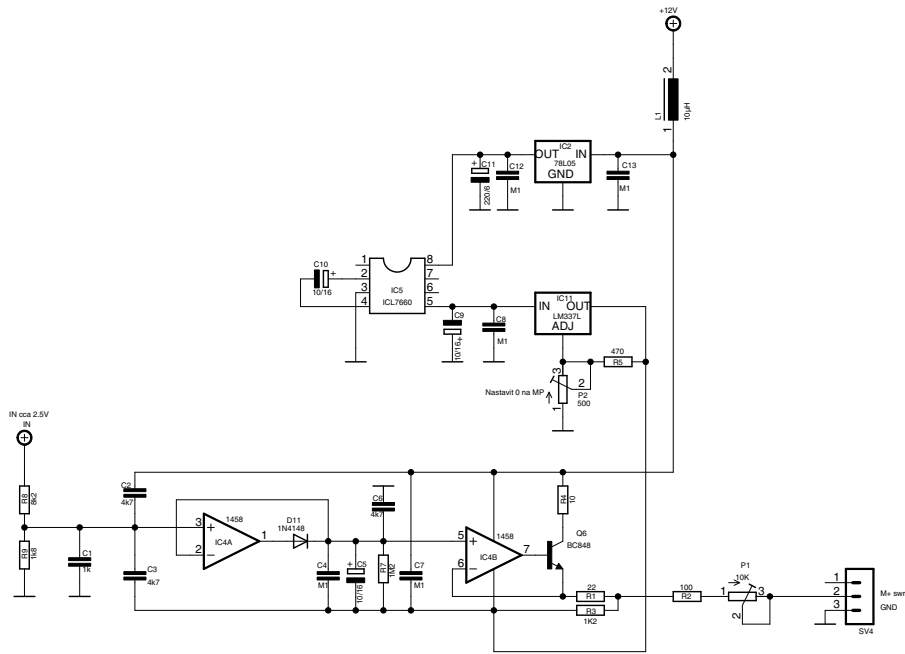 +12V
2
L1
10µH
1
OUT IC2 IN
78L05
GND
+ C11
220/6
C12
M1
C13
M1
C10
+
10/16
1
2
3
4
8
7
6
5
IC5
ICL7660
IN IC11 OUT
LM337L
ADJ
C9
10/16 +
C8
M1
470
R5
3
2
1
P2
500
Nastavit 0 na MP
IN cca 2.5V
IN
R8
8k2
R9
1k8
C1
1k
C2
4k7
C3
4k7
3 +
2 −
1458
IC4A
1
D11
1N4148
C4
M1
+ C5
10/16
C6
4k7
R7
1M2
C7
M1
5 +
6 −
1458
IC4B
7
R4
10
Q6
BC848
22
R1
R3
1K2
100
R2
P1
10K
1 3
2
1
2
3
M+ swr
GND
SV4